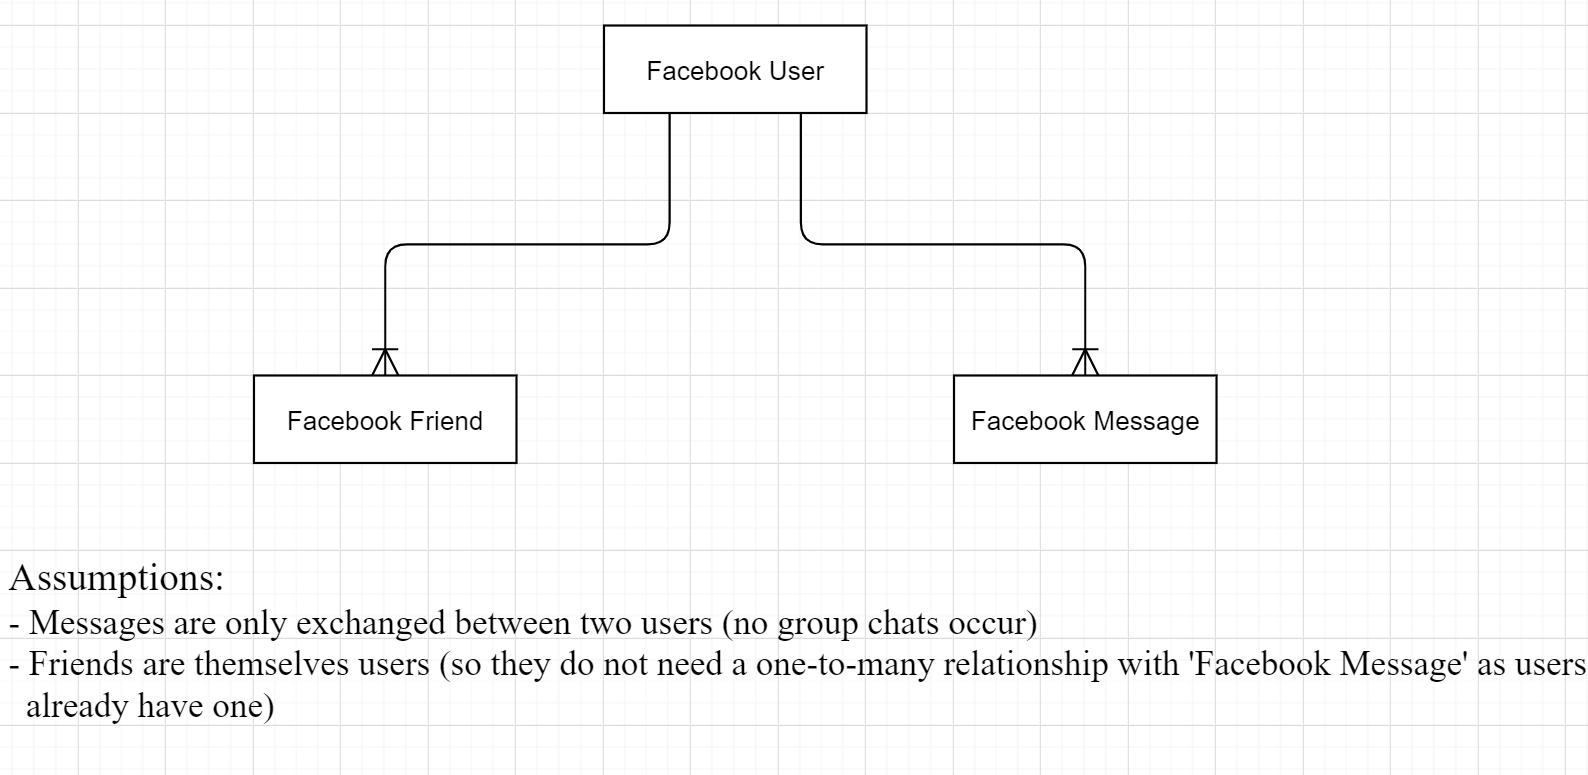 Facebook User
Facebook Friend
Facebook Message
Assumptions:
- Messages are only exchanged between two users (no group chats occur)
- Friends are themselves users (so they do not need a one-to-many relationship with 'Facebook Message' as users
already have one)